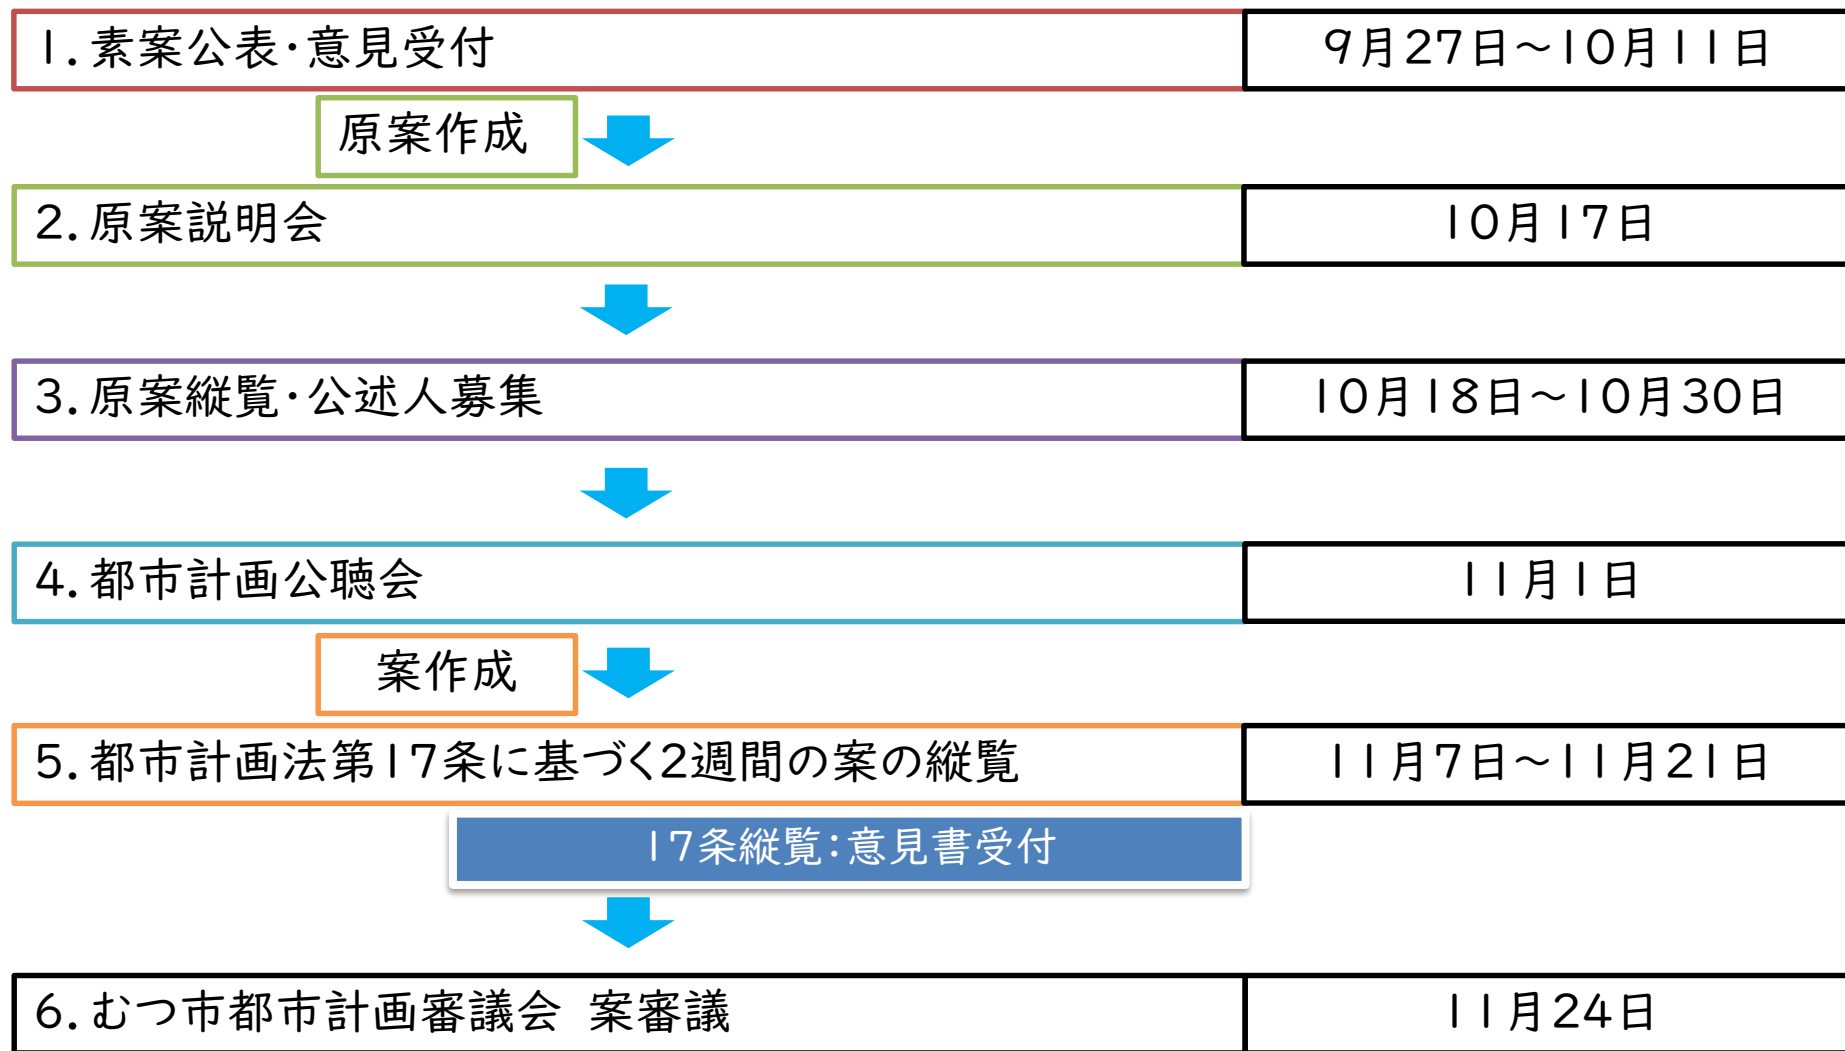 1.素案公表・意見受付 9月27日～10月11日
原案作成
2.原案説明会 10月17日
3.原案縦覧・公述人募集 10月18日～10月30日
4.都市計画公聴会 11月1日
案作成
5.都市計画法第17条に基づく2週間の案の縦覧 11月7日～11月21日
17条縦覧：意見書受付
6.むつ市都市計画審議会 案審議 11月24日